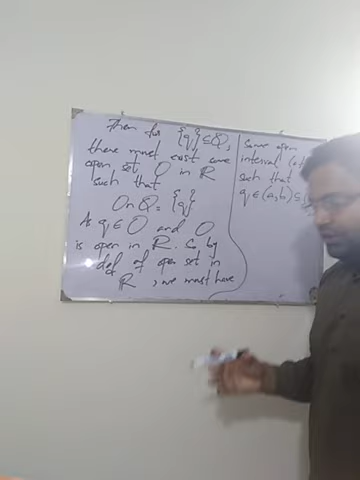 Then for {q} ⊆ Q,
there must exist some
open set O in R
such that
O ∩ Q = {q}
As q ∈ O and O
is open in R. So by
def of open set in
R, we must have
some open
interval (a,b)
such that
q ∈ (a,b) ⊆